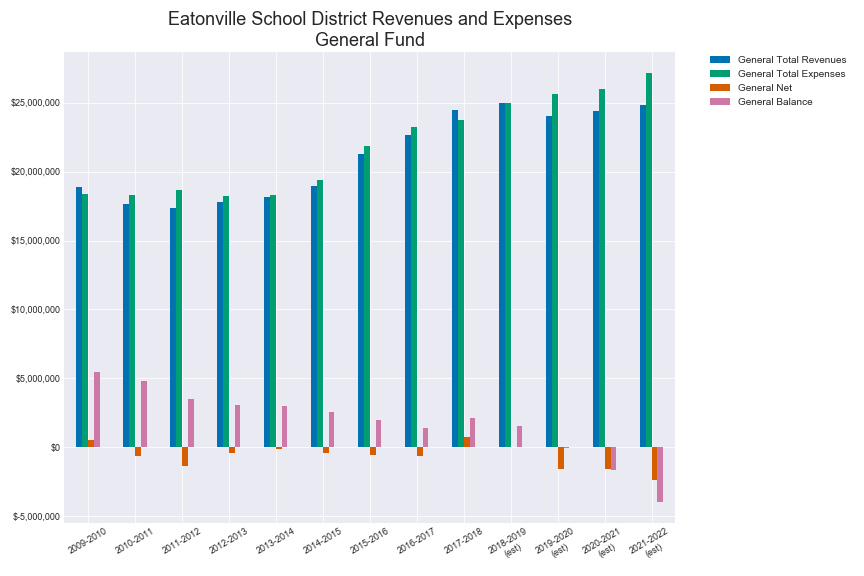 Eatonville School District Revenues and Expenses
General Fund
General Total Revenues
General Total Expenses
General Net
General Balance
$25,000,000
$20,000,000
$15,000,000
$10,000,000
$5,000,000
$0
$-5,000,000
2009-2010
2010-2011
2011-2012
2012-2013
2013-2014
2014-2015
2015-2016
2016-2017
2017-2018
2018-2019
(est)
2019-2020
(est)
2020-2021
(est)
2021-2022
(est)